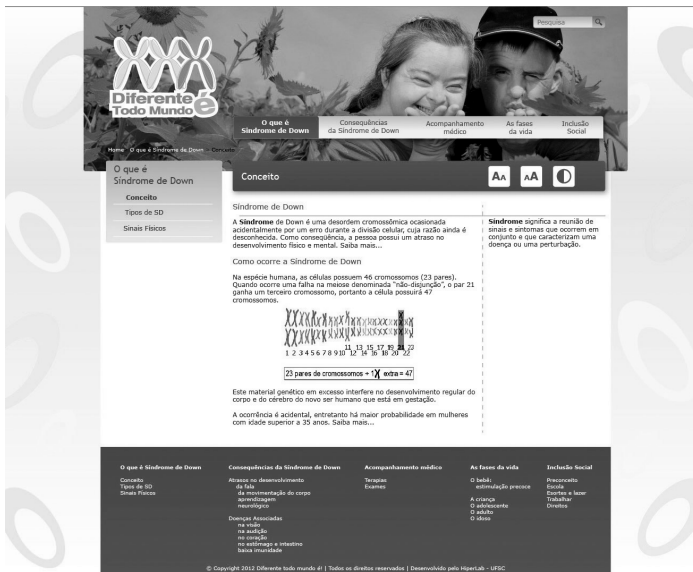 Pesquisa
Diferente
Todo Mundo é
O que é
Síndrome de Down
Consequências
da Síndrome de Down
Acompanhamento
médico
As fases
da vida
Inclusão
Social
Home O que é Síndrome de Down Conceito
O que é
Síndrome de Down
Conceito
Tipos de SD
Sinais Físicos
Conceito
AA
AA
Síndrome de Down
A Síndrome de Down é uma desordem cromossômica ocasionada
acidentalmente por um erro durante a divisão celular, cuja razão ainda é
desconhecida. Como conseqüência, a pessoa possui um atraso no
desenvolvimento físico e mental. Saiba mais...
Como ocorre a Síndrome de Down
Na espécie humana, as células possuem 46 cromossomos (23 pares).
Quando ocorre uma falha na meiose denominada "não-disjunção", o par 21
ganha um terceiro cromossomo, portanto a célula possuirá 47
cromossomos.
11 13 15 17 19 21 23
1 2 3 4 5 6 7 8 9 10 12 14 16 18 20 22
23 pares de cromossomos + 1 extra = 47
Este material genético em excesso interfere no desenvolvimento regular do
corpo e do cérebro do novo ser humano que está em gestação.
A ocorrência é acidental, entretanto há maior probabilidade em mulheres
com idade superior a 35 anos. Saiba mais...
Síndrome significa a reunião de
sinais e sintomas que ocorrem em
conjunto e que caracterizam uma
doença ou uma perturbação.
O que é Síndrome de Down
Conceito
Tipos de SD
Sinais Físicos
Consequências da Síndrome de Down
Atrasos no desenvolvimento
da fala
da movimentação do corpo
aprendizagem
neurológico
Doenças Associadas
na visão
na audição
no coração
no estômago e intestino
baixa imunidade
Acompanhamento médico
Terapias
Exames
As fases da vida
O bebê:
estimulação precoce
A criança
O adolescente
O adulto
O idoso
Inclusão Social
Preconceito
Escola
Esortes e lazer
Trabalhar
Direitos
© Copyright 2012 Diferente todo mundo é! | Todos os direitos reservados | Desenvolvido pelo HiperLab - UFSC